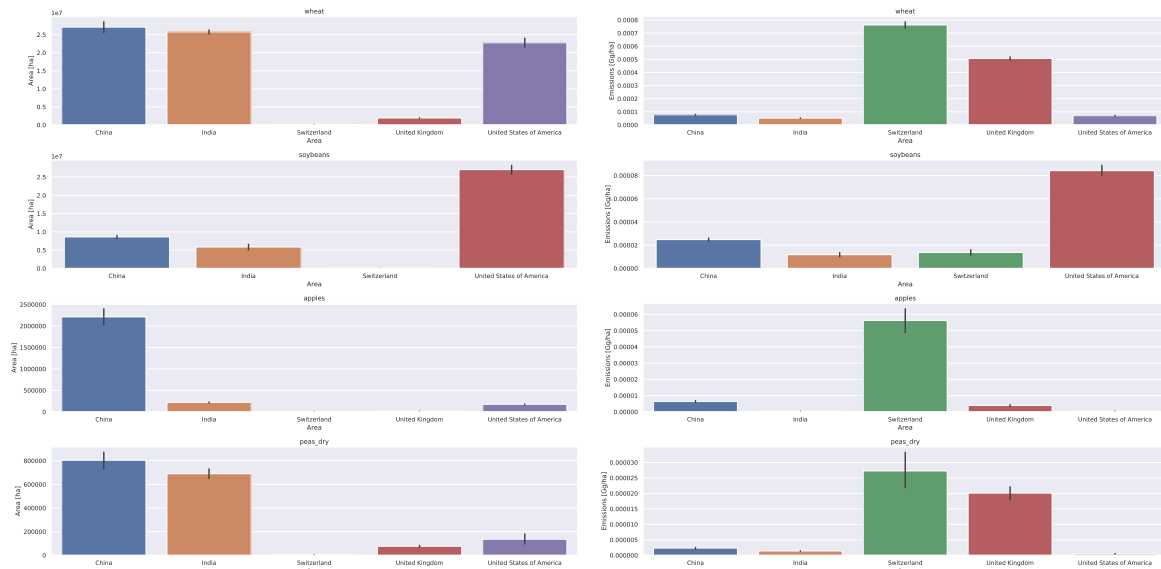 wheat
1e7
Area [ha]
2.5
2.0
1.5
1.0
0.5
0.0
China India Switzerland United Kingdom United States of America
Area
wheat
Emissions [Gg/ha]
0.0008
0.0007
0.0006
0.0005
0.0004
0.0003
0.0002
0.0001
0.0000
China India Switzerland United Kingdom United States of America
Area
soybeans
1e7
Area [ha]
2.5
2.0
1.5
1.0
0.5
0.0
China India Switzerland United States of America
Area
soybeans
Emissions [Gg/ha]
0.00008
0.00006
0.00004
0.00002
0.00000
China India Switzerland United States of America
Area
apples
Area [ha]
2500000
2000000
1500000
1000000
500000
0
China India Switzerland United Kingdom United States of America
Area
apples
Emissions [Gg/ha]
0.00006
0.00005
0.00004
0.00003
0.00002
0.00001
0.00000
China India Switzerland United Kingdom United States of America
Area
peas_dry
Area [ha]
800000
600000
400000
200000
0
China India Switzerland United Kingdom United States of America
peas_dry
Emissions [Gg/ha]
0.000030
0.000025
0.000020
0.000015
0.000010
0.000005
0.000000
China India Switzerland United Kingdom United States of America